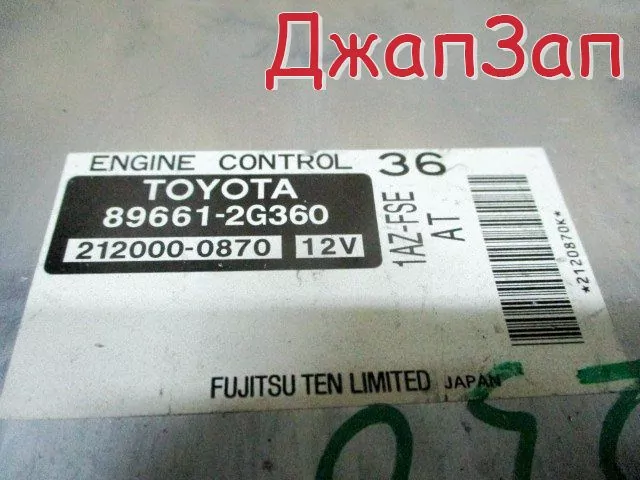 ДжапЗап
ENGINE CONTROL 36
TOYOTA
89661-2G360
212000-0870 12V
1AZ-FSE
AT
*2120870K*
FUJITSU TEN LIMITED JAPAN